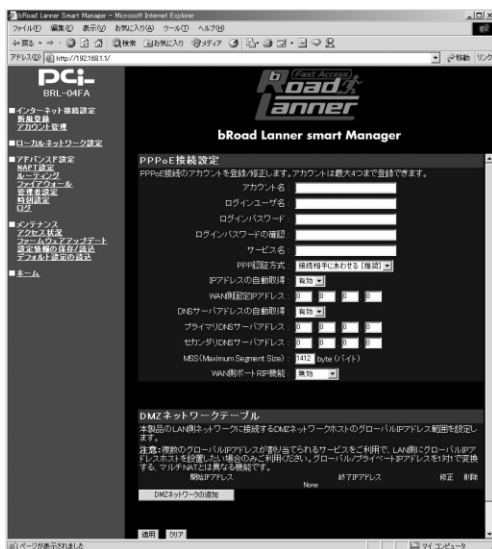 bRoad Lanner Smart Manager - Microsoft Internet Explorer
ファイル(F) 編集(E) 表示(V) お気に入り(A) ツール(T) ヘルプ(H)
戻る 検索 お気に入り メディア
アドレス(D) http://192.168.1.1/ 移動 リンク
PCi
BRL-04FA
■インターネット接続設定
新規登録
アカウント管理
■ローカルネットワーク設定
■アドバンスド設定
NAPT設定
ルーティング
ファイアウォール
管理者設定
時刻設定
ログ
■メンテナンス
アクセス状況
ファームウェアアップデート
設定情報の保存/読込
デフォルト設定の読込
■ホーム
Fast Access
bRoad
Lanner
bRoad Lanner smart Manager
PPPoE接続設定
PPPoE接続のアカウントを登録/修正します。アカウントは最大4つまで登録できます。
アカウント名:
ログインユーザ名:
ログインパスワード:
ログインパスワードの確認:
サービス名:
PPP認証方式: 接続相手にあわせる [推奨]
IPアドレスの自動取得: 有効
WAN側固定IPアドレス: 0 . 0 . 0 . 0
DNSサーバアドレスの自動取得: 有効
プライマリDNSサーバアドレス: 0 . 0 . 0 . 0
セカンダリDNSサーバアドレス: 0 . 0 . 0 . 0
MSS(Maximum Segment Size): 1412 byte (バイト)
WAN側ポートRIP機能: 無効
DMZネットワークテーブル
本製品のLAN側ネットワークに接続するDMZネットワークホストのグローバルIPアドレス範囲を設定し
ます。
注意:複数のグローバルIPアドレスが割り当てられるサービスをご利用で、LAN側にグローバルIPア
ドレスホストを設置したい場合のみご利用ください。グローバル/プライベートIPアドレスを1対1で変換
する、マルチNATとは異なる機能です。
開始IPアドレス 終了IPアドレス 修正 削除
None
DMZネットワークの追加
適用 クリア
ページが表示されました マイ コンピュータ